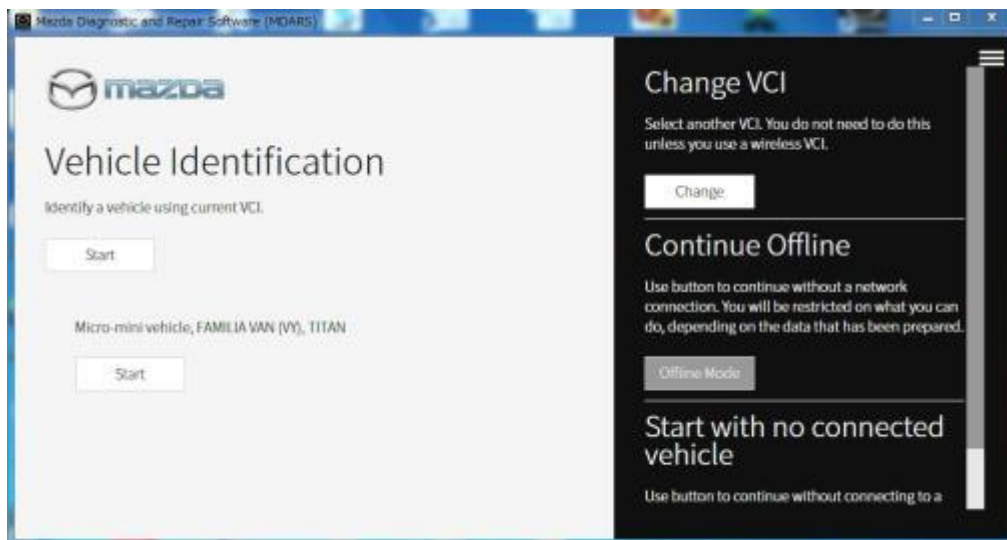 Mazda Diagnostic and Repair Software (MDARS)
mazda
Vehicle Identification
Identify a vehicle using current VCI.
Start
Micro-mini vehicle, FAMILIA VAN (VY), TITAN
Start
Change VCI
Select another VCI. You do not need to do this
unless you use a wireless VCI.
Change
Continue Offline
Use button to continue without a network
connection. You will be restricted on what you can
do, depending on the data that has been prepared.
Offline Mode
Start with no connected
vehicle
Use button to continue without connecting to a